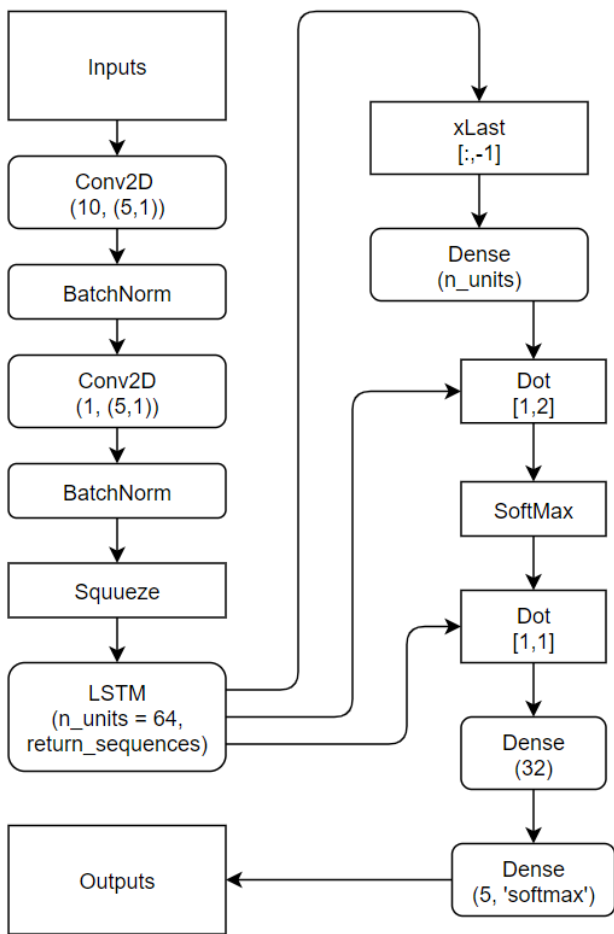 Inputs
Conv2D
(10, (5,1))
BatchNorm
Conv2D
(1, (5,1))
BatchNorm
Squueze
LSTM
(n_units = 64,
return_sequences)
xLast
[:,-1]
Dense
(n_units)
Dot
[1,2]
SoftMax
Dot
[1,1]
Dense
(32)
Dense
(5, 'softmax')
Outputs